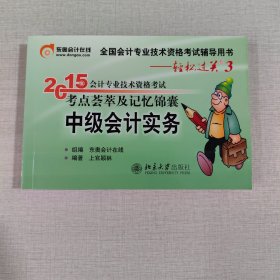 东奥会计在线
全国会计专业技术资格考试辅导用书
——轻松过关 3
2015会计专业技术资格考试
考点荟萃及记忆锦囊
中级会计实务
组编 东奥会计在线
编著 上官颖林
北京大学出版社